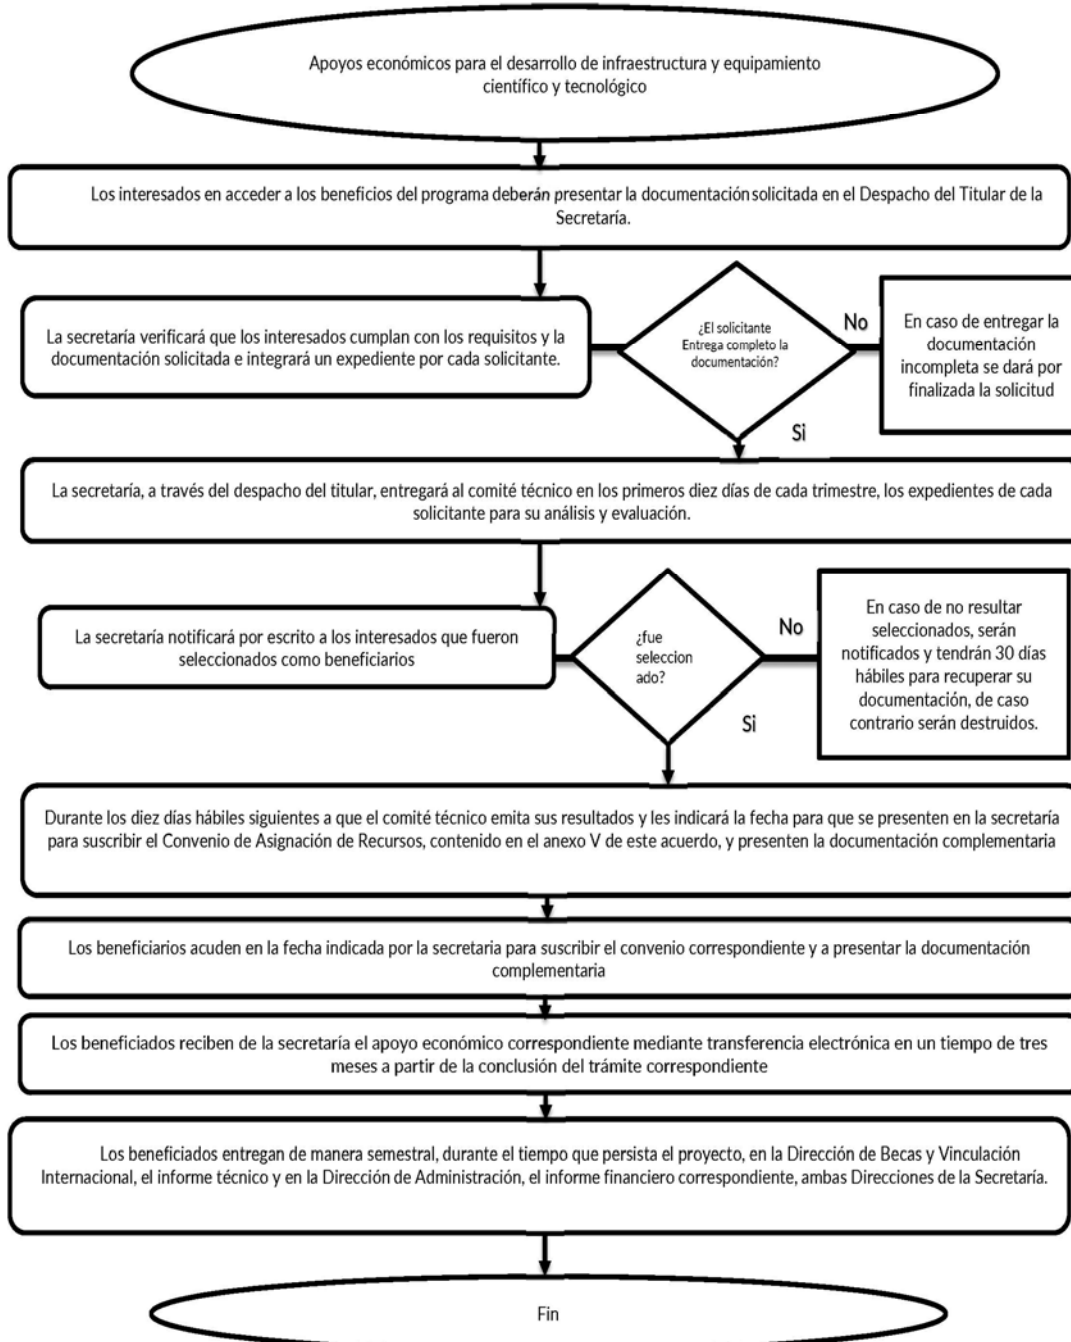 Apoyos económicos para el desarrollo de infraestructura y equipamiento
científico y tecnológico
Los interesados en acceder a los beneficios del programa deberán presentar la documentación solicitada en el Despacho del Titular de la
Secretaría.
La secretaría verificará que los interesados cumplan con los requisitos y la
documentación solicitada e integrará un expediente por cada solicitante.
¿El solicitante
Entrega completo la
documentación?
No
En caso de entregar la
documentación
incompleta se dará por
finalizada la solicitud
Si
La secretaría, a través del despacho del titular, entregará al comité técnico en los primeros diez días de cada trimestre, los expedientes de cada
solicitante para su análisis y evaluación.
La secretaría notificará por escrito a los interesados que fueron
seleccionados como beneficiarios
¿fue
seleccion
ado?
No
En caso de no resultar
seleccionados, serán
notificados y tendrán 30 días
hábiles para recuperar su
documentación, de caso
contrario serán destruidos.
Si
Durante los diez días hábiles siguientes a que el comité técnico emita sus resultados y les indicará la fecha para que se presenten en la secretaría
para suscribir el Convenio de Asignación de Recursos, contenido en el anexo V de este acuerdo, y presenten la documentación complementaria
Los beneficiarios acuden en la fecha indicada por la secretaria para suscribir el convenio correspondiente y a presentar la documentación
complementaria
Los beneficiados reciben de la secretaría el apoyo económico correspondiente mediante transferencia electrónica en un tiempo de tres
meses a partir de la conclusión del trámite correspondiente
Los beneficiados entregan de manera semestral, durante el tiempo que persista el proyecto, en la Dirección de Becas y Vinculación
Internacional, el informe técnico y en la Dirección de Administración, el informe financiero correspondiente, ambas Direcciones de la Secretaría.
Fin